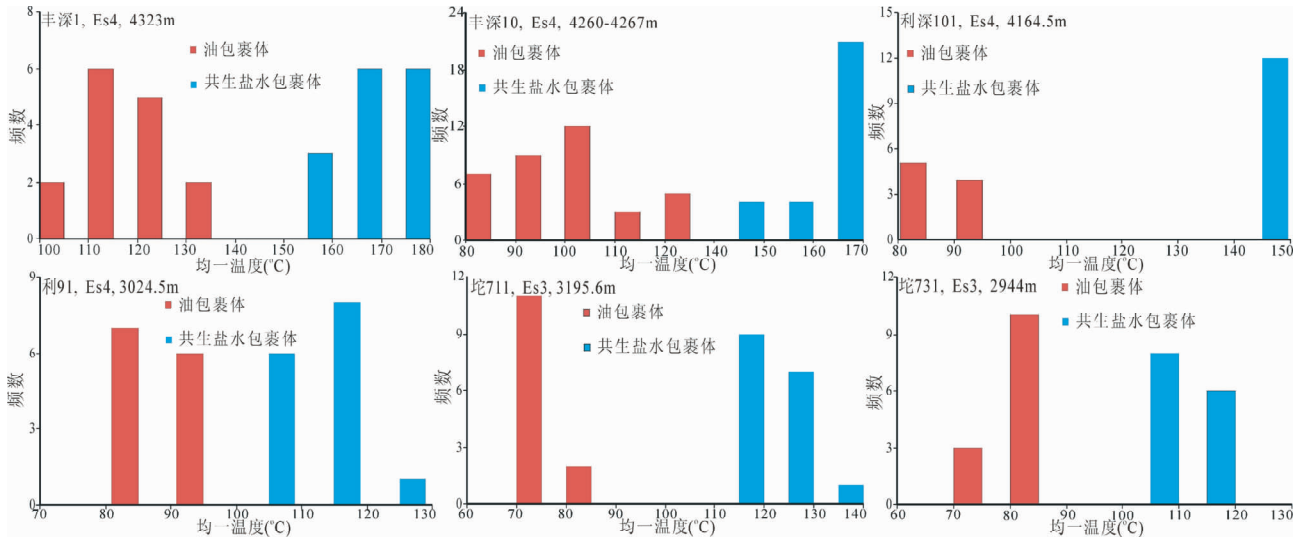 丰深1, Es4, 4323m
油包裹体
共生盐水包裹体
频数
8
6
4
2
0
100 110 120 130 140 150 160 170 180
均一温度(°C)
丰深10, Es4, 4260-4267m
油包裹体
共生盐水包裹体
频数
24
18
12
6
0
80 90 100 110 120 140 150 160 170
均一温度(°C)
利深101, Es4, 4164.5m
油包裹体
共生盐水包裹体
频数
15
12
9
6
3
0
80 90 100 110 120 130 140 150
均一温度(°C)
利91, Es4, 3024.5m
油包裹体
共生盐水包裹体
频数
9
6
3
0
70 80 90 100 110 120 130
均一温度(°C)
坨711, Es3, 3195.6m
油包裹体
共生盐水包裹体
频数
12
9
6
3
0
60 70 80 100 110 120 130 140
均一温度(°C)
坨731, Es3, 2944m
油包裹体
共生盐水包裹体
频数
12
9
6
3
0
60 70 80 90 100 110 120 130
均一温度(°C)